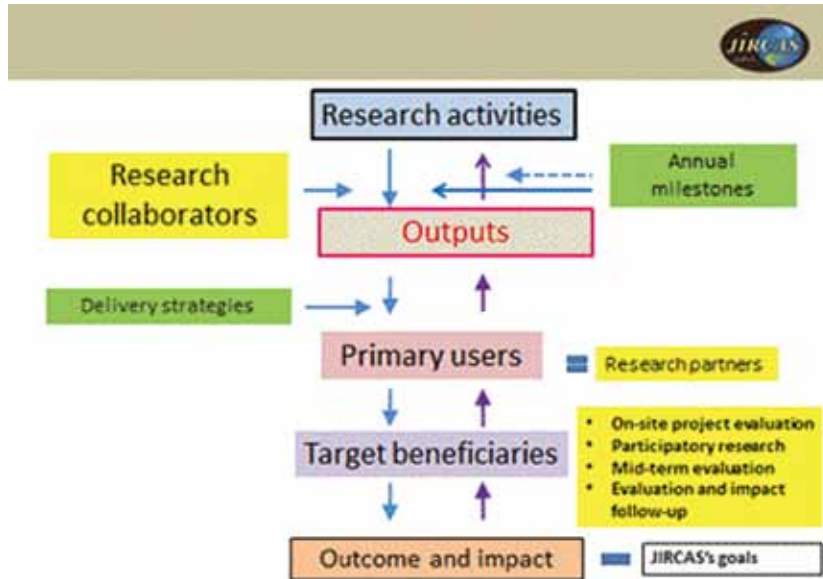 JIRCAS
Research activities
Research
collaborators
Annual
milestones
Outputs
Delivery strategies
Primary users
Research partners
Target beneficiaries
• On-site project evaluation
• Participatory research
• Mid-term evaluation
• Evaluation and impact
follow-up
Outcome and impact
JIRCAS's goals